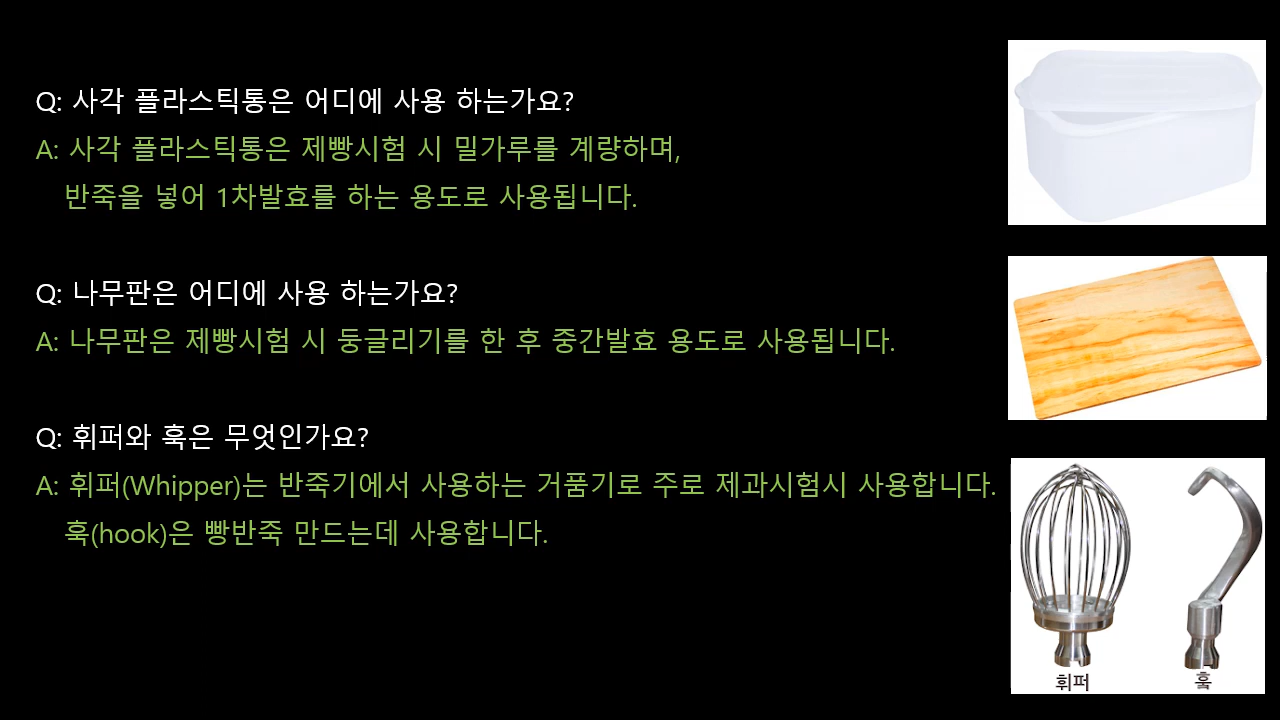 Q: 사각 플라스틱통은 어디에 사용 하는가요?
A: 사각 플라스틱통은 제빵시험 시 밀가루를 계량하며,
반죽을 넣어 1차발효를 하는 용도로 사용됩니다.
Q: 나무판은 어디에 사용 하는가요?
A: 나무판은 제빵시험 시 둥글리기를 한 후 중간발효 용도로 사용됩니다.
Q: 휘퍼와 훅은 무엇인가요?
A: 휘퍼(Whipper)는 반죽기에서 사용하는 거품기로 주로 제과시험시 사용합니다.
훅(hook)은 빵반죽 만드는데 사용합니다.
휘퍼 훅